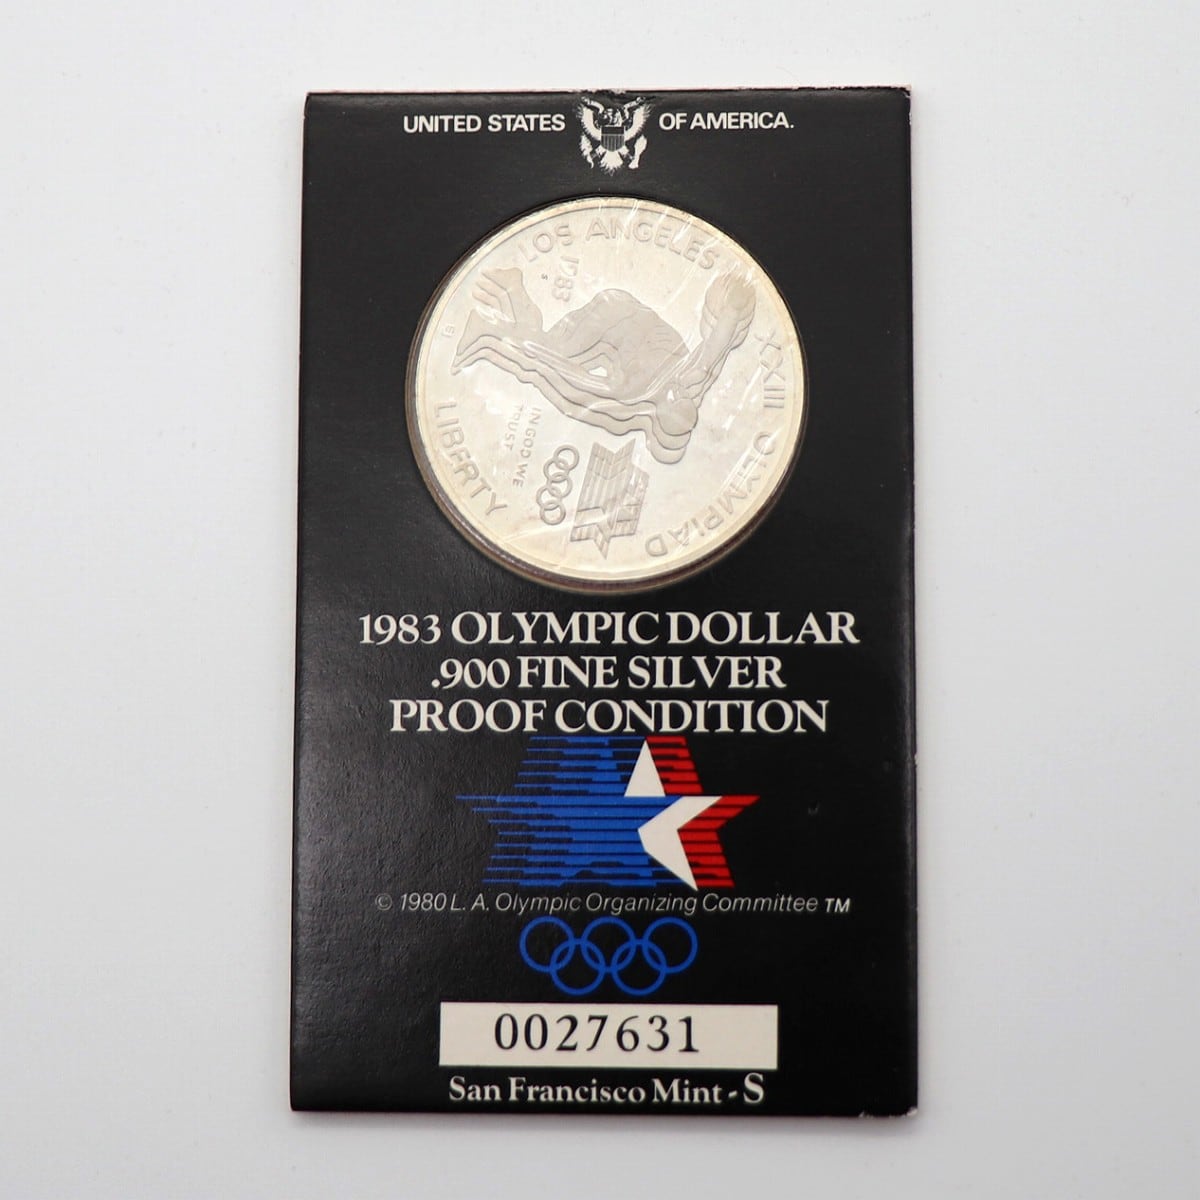 UNITED STATES OF AMERICA.
LOS ANGELES
XXIII OLYMPIAD
1983
S
IN GOD WE
TRUST
LIBERTY
1983 OLYMPIC DOLLAR
.900 FINE SILVER
PROOF CONDITION
© 1980 L. A. Olympic Organizing Committee TM
0027631
San Francisco Mint - S